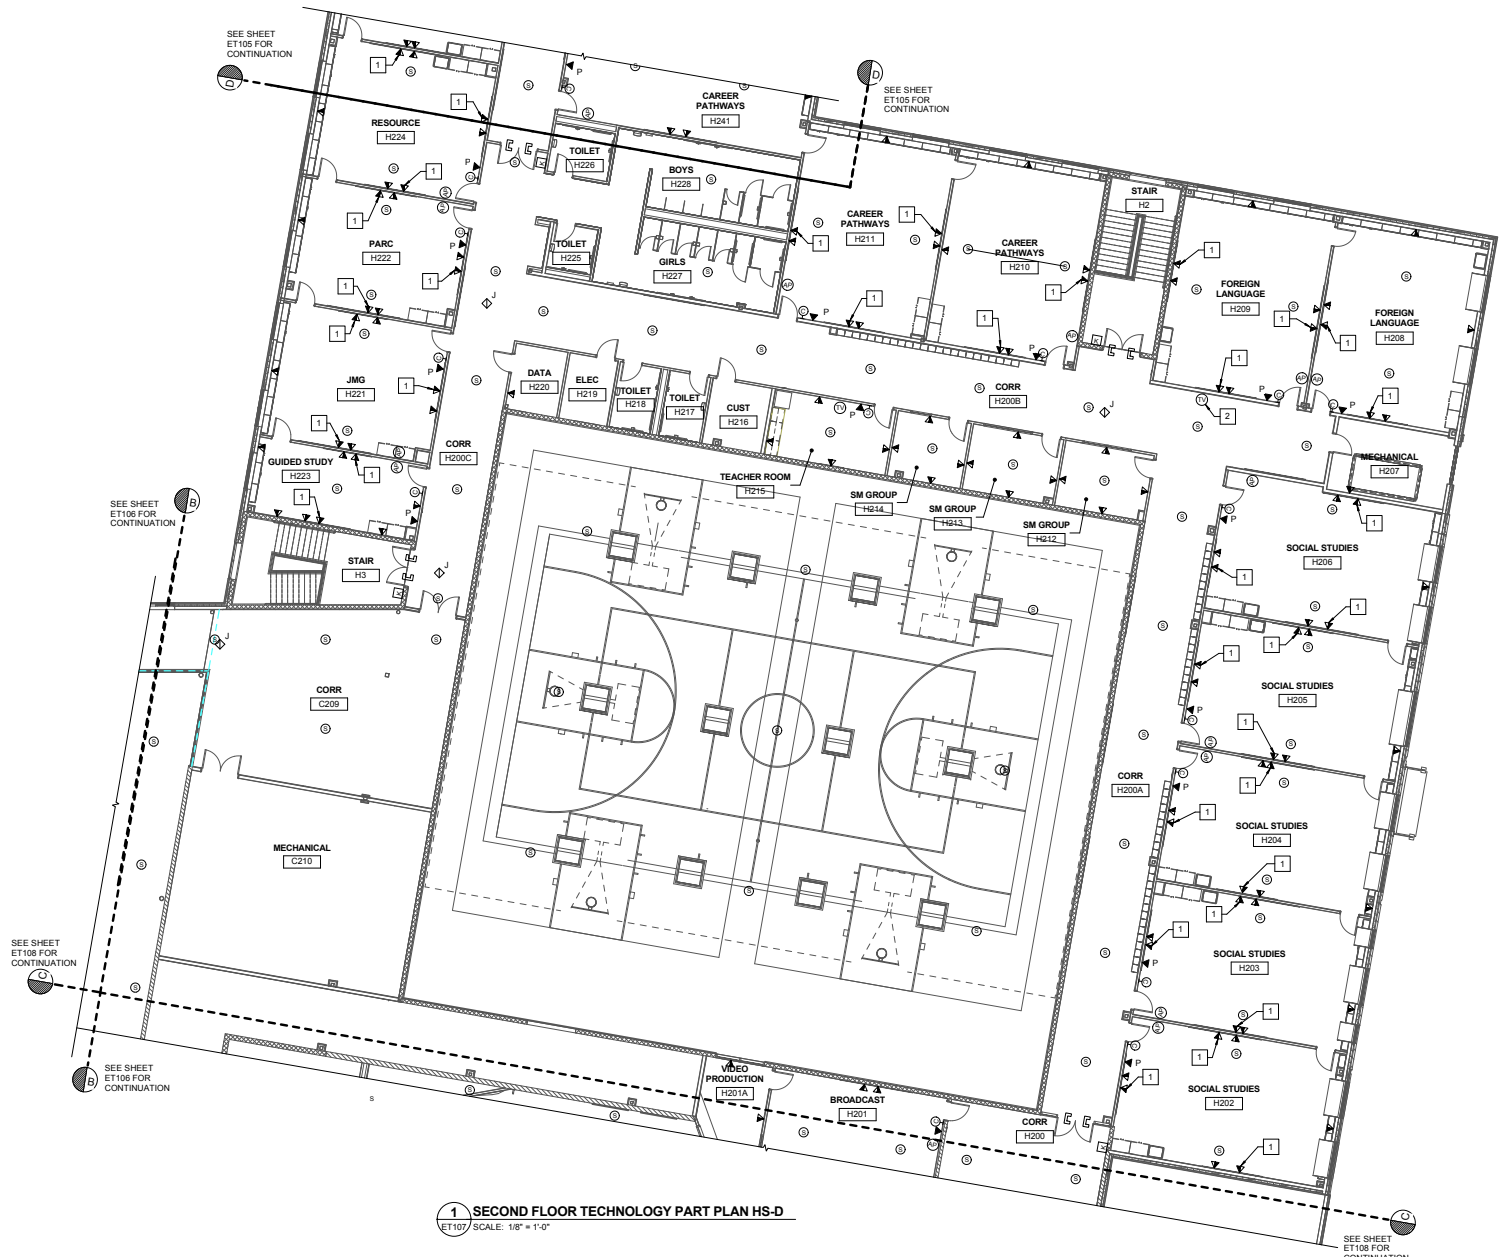 SEE SHEET
ET105 FOR
CONTINUATION
D
D
SEE SHEET
ET105 FOR
CONTINUATION
CAREER
PATHWAYS
H241
RESOURCE
H224
TOILET
H226
BOYS
H228
STAIR
H2
CAREER
PATHWAYS
H211
CAREER
PATHWAYS
H210
PARC
H222
TOILET
H225
GIRLS
H227
FOREIGN
LANGUAGE
H209
FOREIGN
LANGUAGE
H208
JMG
H221
DATA
H220
ELEC
H219
TOILET
H218
TOILET
H217
CUST
H216
CORR
H200B
CORR
H200C
GUIDED STUDY
H223
MECHANICAL
H207
TEACHER ROOM
H215
SM GROUP
H214
SM GROUP
H213
SM GROUP
H212
SEE SHEET
ET106 FOR
CONTINUATION
B
STAIR
H3
SOCIAL STUDIES
H206
SOCIAL STUDIES
H205
CORR
C209
CORR
H200A
SOCIAL STUDIES
H204
MECHANICAL
C210
SEE SHEET
ET108 FOR
CONTINUATION
C
SOCIAL STUDIES
H203
SEE SHEET
ET106 FOR
CONTINUATION
B
VIDEO
PRODUCTION
H201A
BROADCAST
H201
CORR
H200
SOCIAL STUDIES
H202
1
SECOND FLOOR TECHNOLOGY PART PLAN HS-D
ET107
SCALE: 1/8" = 1'-0"
C
SEE SHEET
ET108 FOR
CONTINUATION